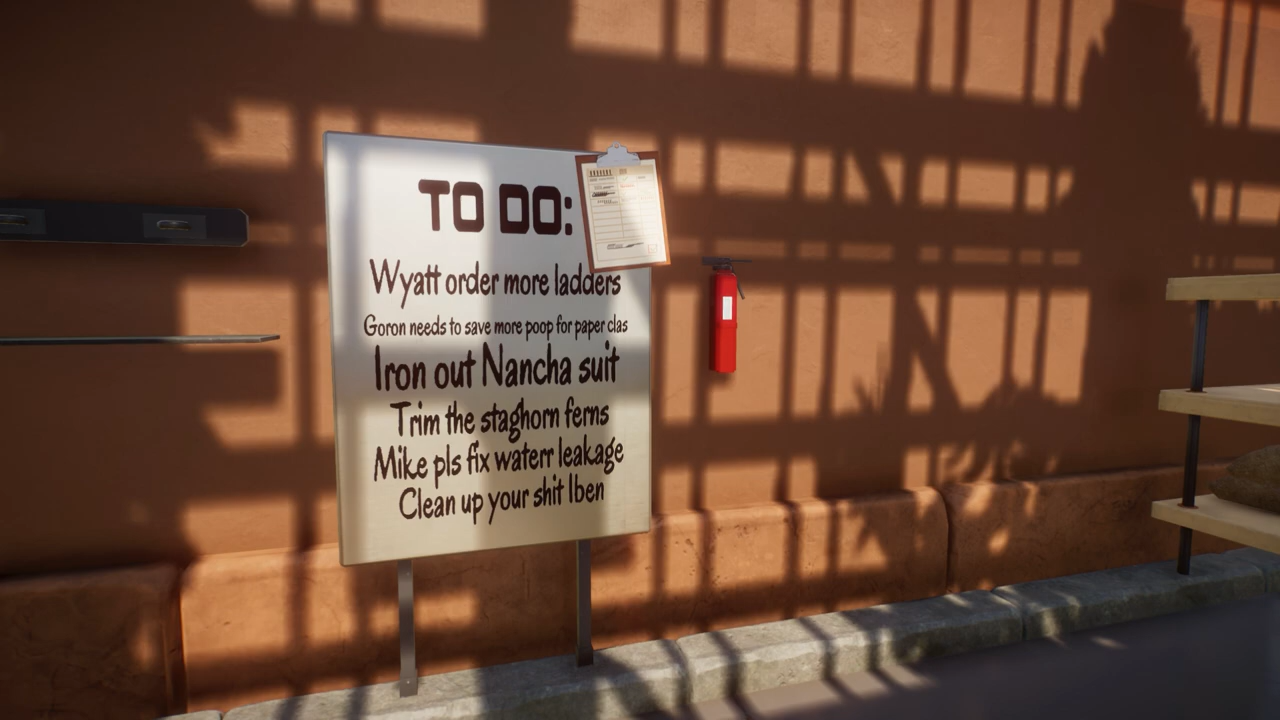 TO DO:
Wyatt order more ladders
Goron needs to save more poop for paper clas
Iron out Nancha suit
Trim the staghorn ferns
Mike pls fix waterr leakage
Clean up your shit Iben